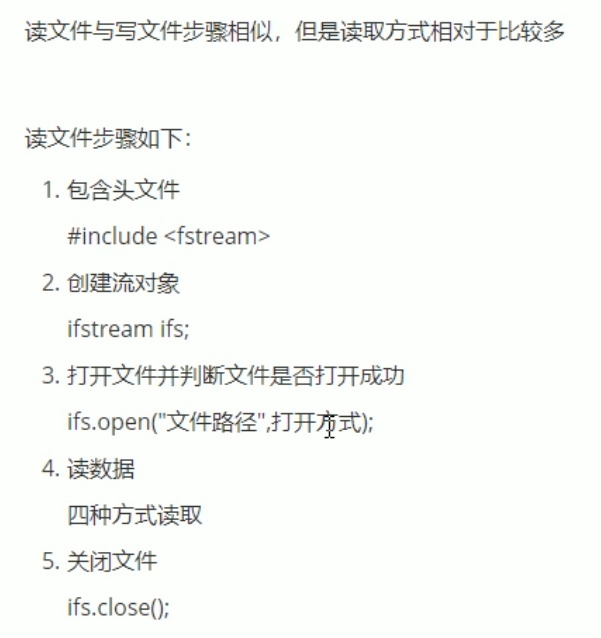 读文件与写文件步骤相似，但是读取方式相对于比较多
读文件步骤如下：
1. 包含头文件
#include <fstream>
2. 创建流对象
ifstream ifs;
3. 打开文件并判断文件是否打开成功
ifs.open("文件路径",打开方式);
4. 读数据
四种方式读取
5. 关闭文件
ifs.close();